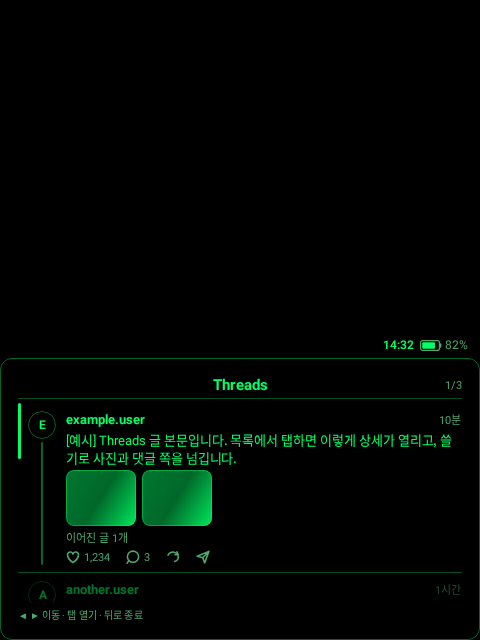 14:32 82%
Threads 1/3
E example.user 10분
[예시] Threads 글 본문입니다. 목록에서 탭하면 이렇게 상세가 열리고, 쓸
기로 사진과 댓글 쪽을 넘깁니다.
이어진 글 1개
1,234 3
A another.user 1시간
◄ ► 이동 · 탭 열기 · 뒤로 종료